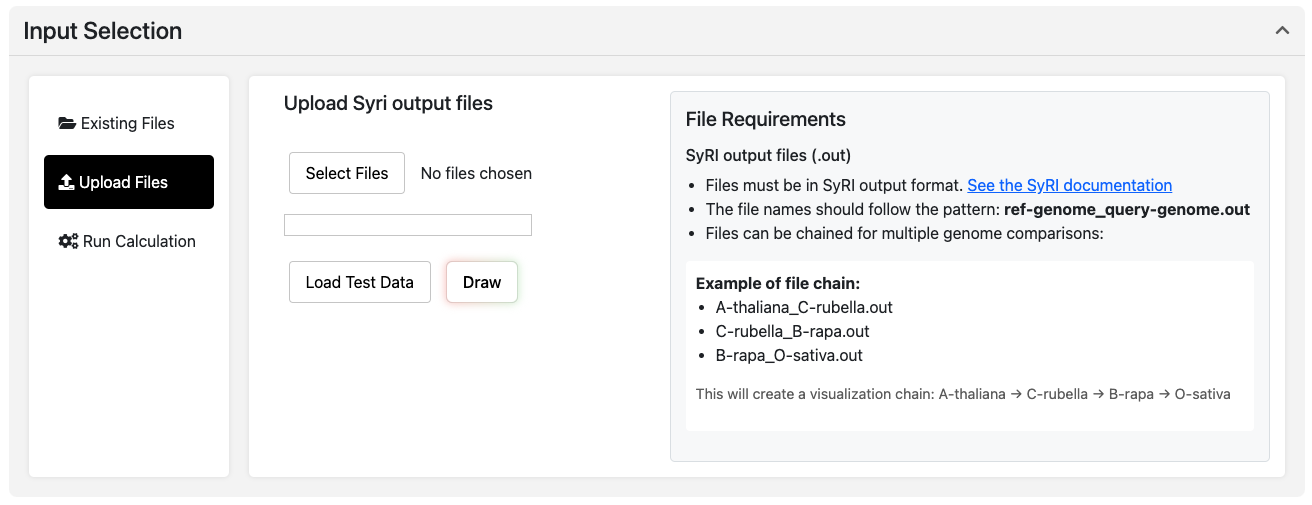 Input Selection
Existing Files
Upload Files
Run Calculation
Upload Syri output files
Select Files No files chosen
Load Test Data Draw
File Requirements
SyRI output files (.out)
• Files must be in SyRI output format. See the SyRI documentation
• The file names should follow the pattern: ref-genome_query-genome.out
• Files can be chained for multiple genome comparisons:
Example of file chain:
• A-thaliana_C-rubella.out
• C-rubella_B-rapa.out
• B-rapa_O-sativa.out
This will create a visualization chain: A-thaliana → C-rubella → B-rapa → O-sativa